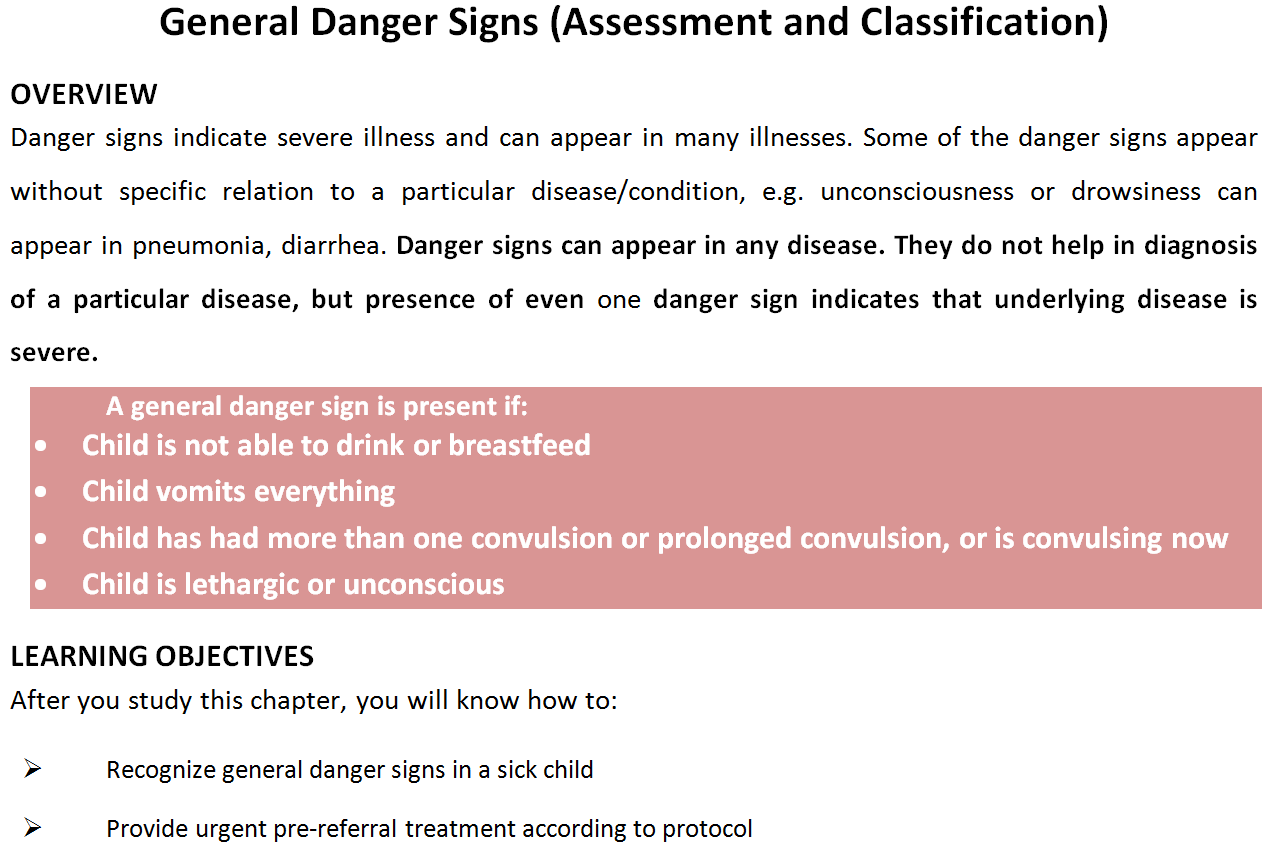 General Danger Signs (Assessment and Classification)
OVERVIEW
Danger signs indicate severe illness and can appear in many illnesses. Some of the danger signs appear
without specific relation to a particular disease/condition, e.g. unconsciousness or drowsiness can
appear in pneumonia, diarrhea. Danger signs can appear in any disease. They do not help in diagnosis
of a particular disease, but presence of even one danger sign indicates that underlying disease is
severe.
A general danger sign is present if:
• Child is not able to drink or breastfeed
• Child vomits everything
• Child has had more than one convulsion or prolonged convulsion, or is convulsing now
• Child is lethargic or unconscious
LEARNING OBJECTIVES
After you study this chapter, you will know how to:
➢ Recognize general danger signs in a sick child
➢ Provide urgent pre-referral treatment according to protocol